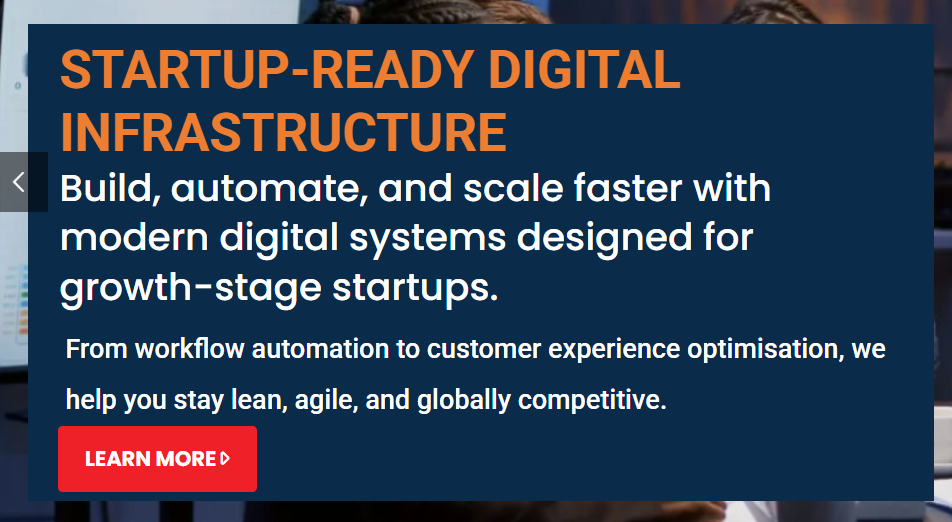 STARTUP-READY DIGITAL
INFRASTRUCTURE
Build, automate, and scale faster with
modern digital systems designed for
growth-stage startups.
From workflow automation to customer experience optimisation, we
help you stay lean, agile, and globally competitive.
LEARN MORE